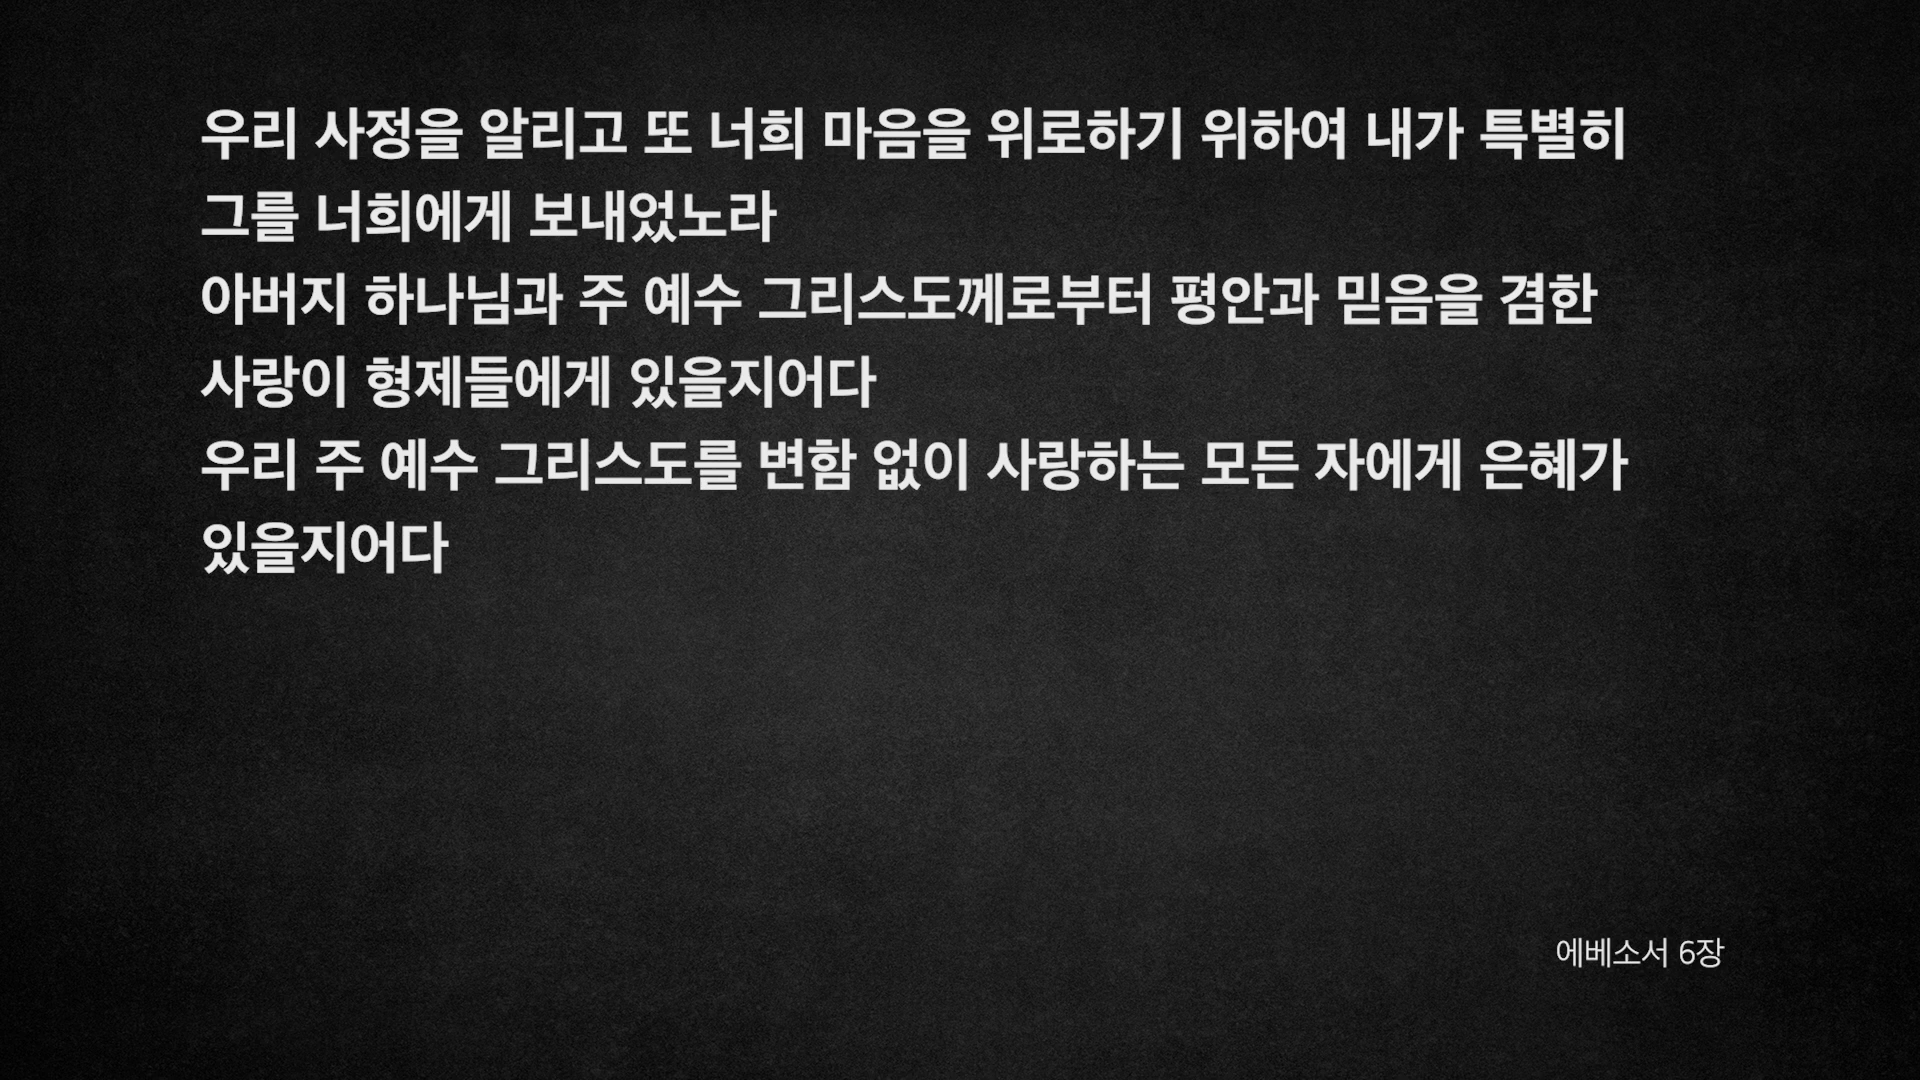 우리 사정을 알리고 또 너희 마음을 위로하기 위하여 내가 특별히
그를 너희에게 보내었노라
아버지 하나님과 주 예수 그리스도께로부터 평안과 믿음을 겸한
사랑이 형제들에게 있을지어다
우리 주 예수 그리스도를 변함 없이 사랑하는 모든 자에게 은혜가
있을지어다
에베소서 6장